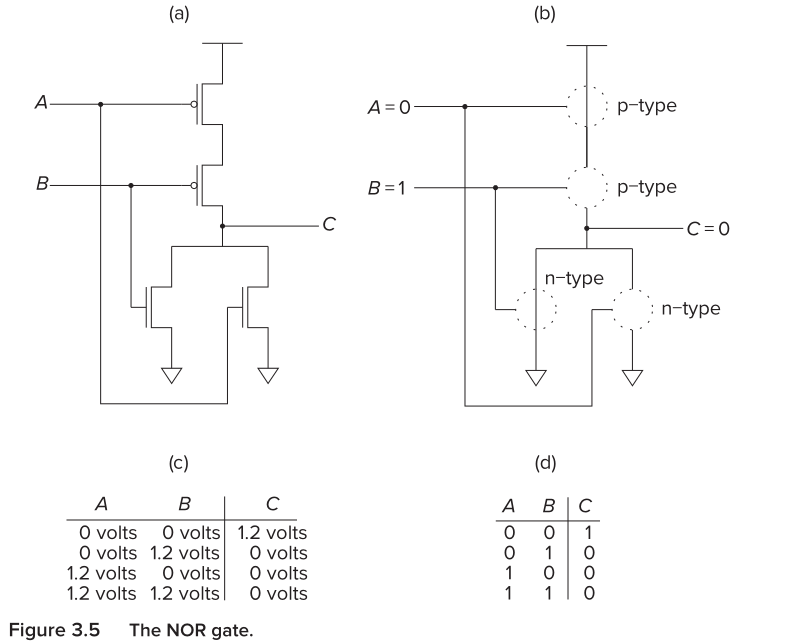 (a)
A
B
C
(b)
A = 0
p-type
B = 1
p-type
C = 0
n-type
n-type
(c)
A B C
0 volts 0 volts 1.2 volts
0 volts 1.2 volts 0 volts
1.2 volts 0 volts 0 volts
1.2 volts 1.2 volts 0 volts
(d)
A B C
0 0 1
0 1 0
1 0 0
1 1 0
Figure 3.5 The NOR gate.